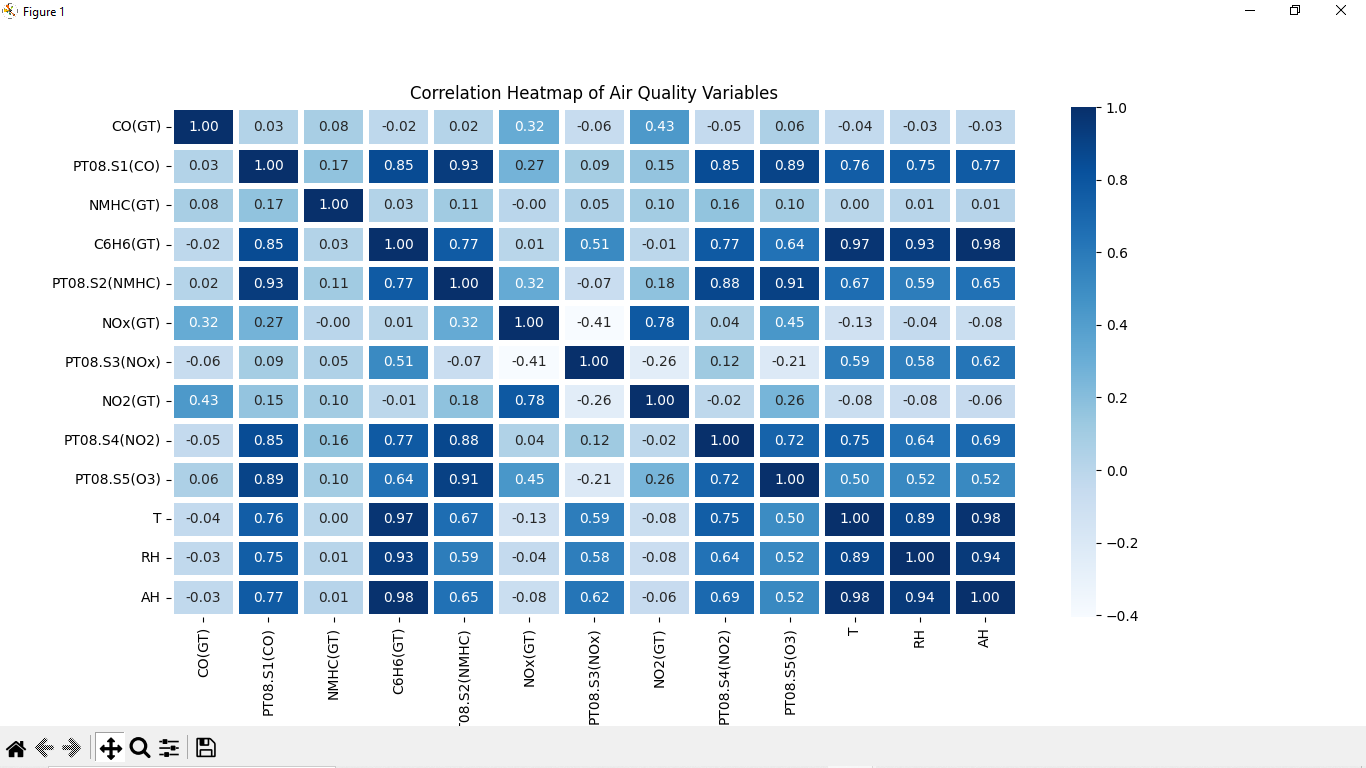 Figure 1
Correlation Heatmap of Air Quality Variables
CO(GT) 1.00 0.03 0.08 -0.02 0.02 0.32 -0.06 0.43 -0.05 0.06 -0.04 -0.03 -0.03
PT08.S1(CO) 0.03 1.00 0.17 0.85 0.93 0.27 0.09 0.15 0.85 0.89 0.76 0.75 0.77
NMHC(GT) 0.08 0.17 1.00 0.03 0.11 -0.00 0.05 0.10 0.16 0.10 0.00 0.01 0.01
C6H6(GT) -0.02 0.85 0.03 1.00 0.77 0.01 0.51 -0.01 0.77 0.64 0.97 0.93 0.98
PT08.S2(NMHC) 0.02 0.93 0.11 0.77 1.00 0.32 -0.07 0.18 0.88 0.91 0.67 0.59 0.65
NOx(GT) 0.32 0.27 -0.00 0.01 0.32 1.00 -0.41 0.78 0.04 0.45 -0.13 -0.04 -0.08
PT08.S3(NOx) -0.06 0.09 0.05 0.51 -0.07 -0.41 1.00 -0.26 0.12 -0.21 0.59 0.58 0.62
NO2(GT) 0.43 0.15 0.10 -0.01 0.18 0.78 -0.26 1.00 -0.02 0.26 -0.08 -0.08 -0.06
PT08.S4(NO2) -0.05 0.85 0.16 0.77 0.88 0.04 0.12 -0.02 1.00 0.72 0.75 0.64 0.69
PT08.S5(O3) 0.06 0.89 0.10 0.64 0.91 0.45 -0.21 0.26 0.72 1.00 0.50 0.52 0.52
T -0.04 0.76 0.00 0.97 0.67 -0.13 0.59 -0.08 0.75 0.50 1.00 0.89 0.98
RH -0.03 0.75 0.01 0.93 0.59 -0.04 0.58 -0.08 0.64 0.52 0.89 1.00 0.94
AH -0.03 0.77 0.01 0.98 0.65 -0.08 0.62 -0.06 0.69 0.52 0.98 0.94 1.00
CO(GT)
PT08.S1(CO)
NMHC(GT)
C6H6(GT)
08.S2(NMHC)
NOx(GT)
PT08.S3(NOx)
NO2(GT)
PT08.S4(NO2)
PT08.S5(O3)
T
RH
AH
1.0
0.8
0.6
0.4
0.2
0.0
−0.2
−0.4